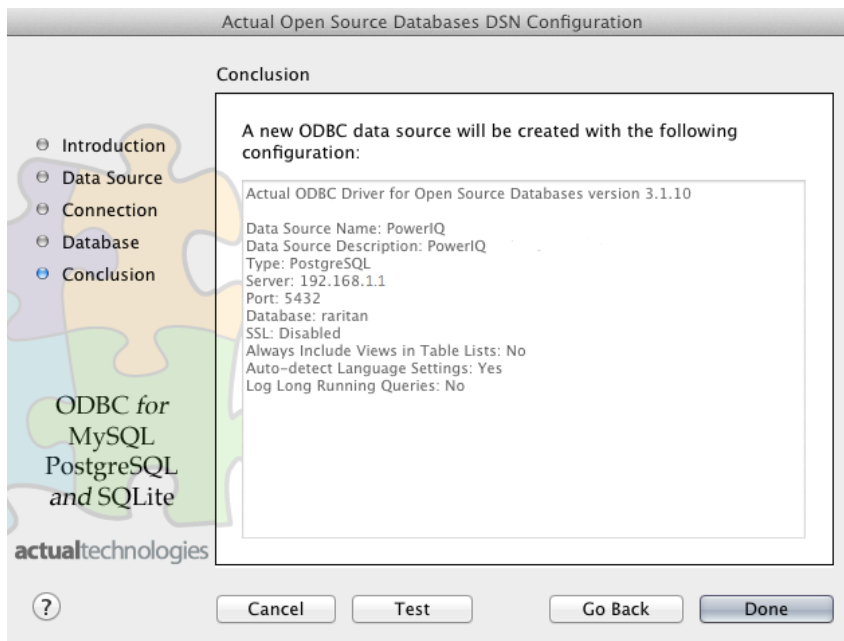 Actual Open Source Databases DSN Configuration
Conclusion
Introduction
Data Source
Connection
Database
Conclusion
ODBC for
MySQL
PostgreSQL
and SQLite
actualtechnologies
A new ODBC data source will be created with the following
configuration:
Actual ODBC Driver for Open Source Databases version 3.1.10
Data Source Name: PowerIQ
Data Source Description: PowerIQ
Type: PostgreSQL
Server: 192.168.1.1
Port: 5432
Database: raritan
SSL: Disabled
Always Include Views in Table Lists: No
Auto-detect Language Settings: Yes
Log Long Running Queries: No
?
Cancel
Test
Go Back
Done